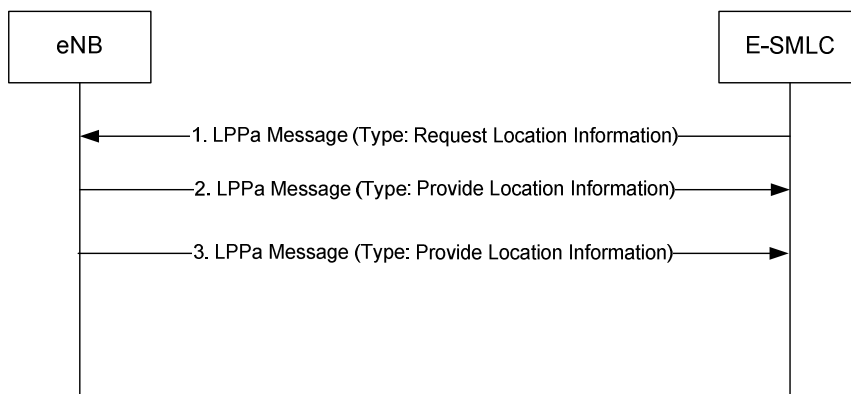 eNB
E-SMLC
1. LPPa Message (Type: Request Location Information)
2. LPPa Message (Type: Provide Location Information)
3. LPPa Message (Type: Provide Location Information)